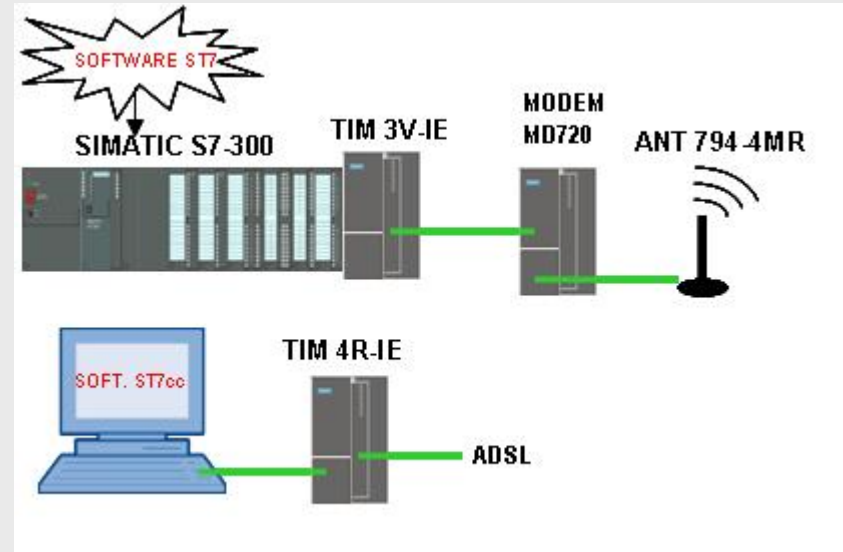 SOFTWARE ST7
SIMATIC S7-300
TIM 3V-IE
MODEM
MD720
ANT 794-4MR
SOFT. ST7cc
TIM 4R-IE
ADSL